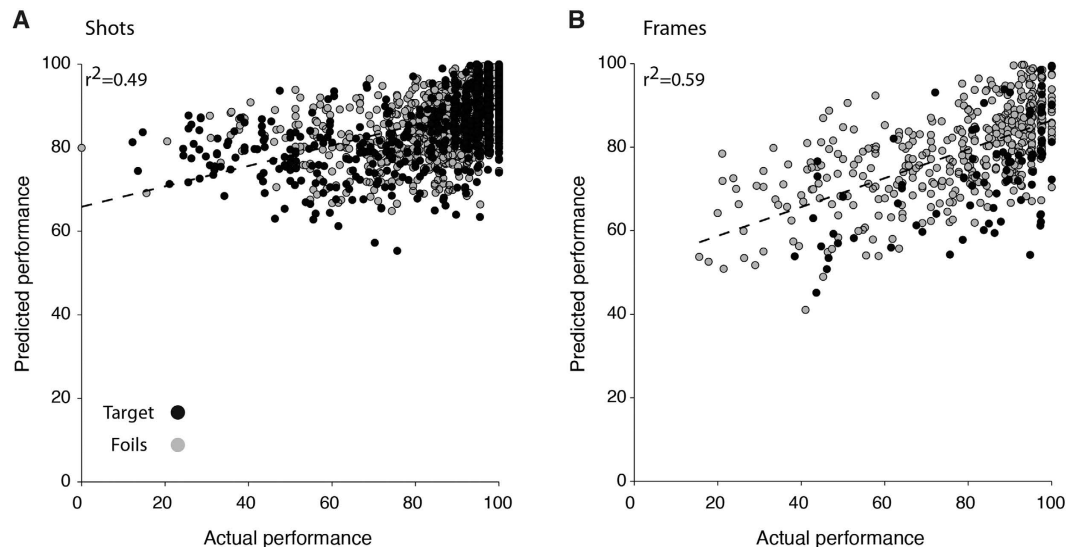 A
Shots
r²=0.49
Predicted performance
100
80
60
40
20
0
Target
Foils
0
20
40
60
80
100
Actual performance
B
Frames
r²=0.59
Predicted performance
100
80
60
40
20
0
0
20
40
60
80
100
Actual performance